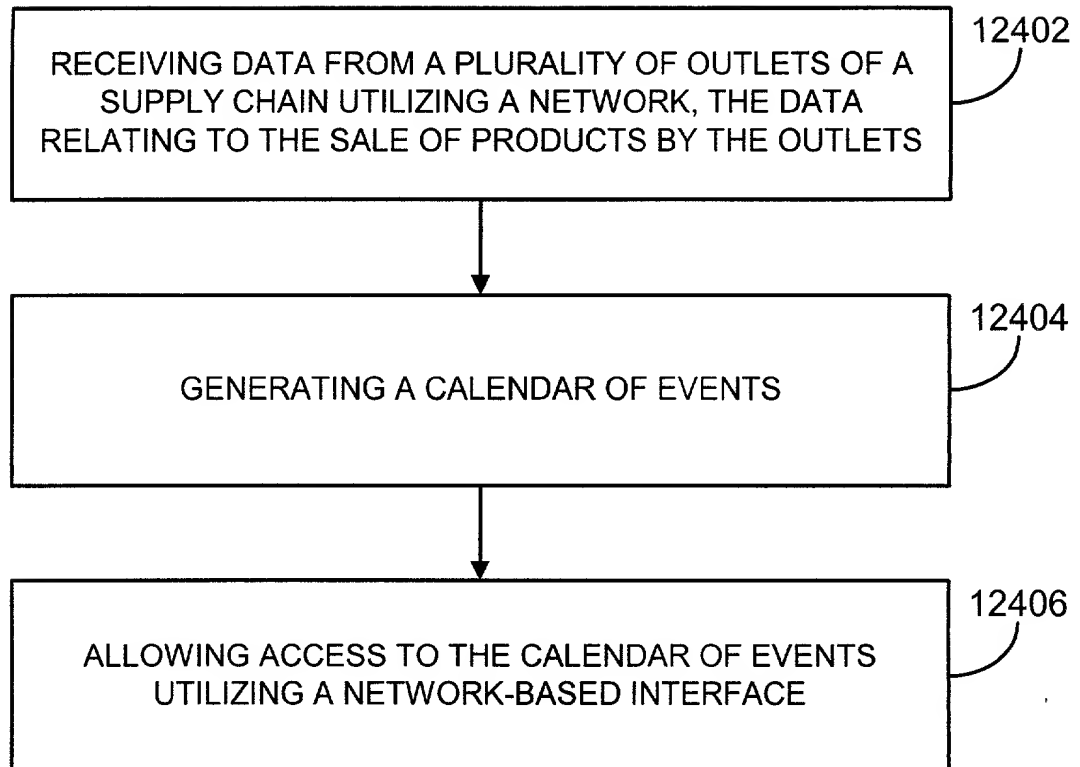 12402
RECEIVING DATA FROM A PLURALITY OF OUTLETS OF A
SUPPLY CHAIN UTILIZING A NETWORK, THE DATA
RELATING TO THE SALE OF PRODUCTS BY THE OUTLETS
12404
GENERATING A CALENDAR OF EVENTS
12406
ALLOWING ACCESS TO THE CALENDAR OF EVENTS
UTILIZING A NETWORK-BASED INTERFACE